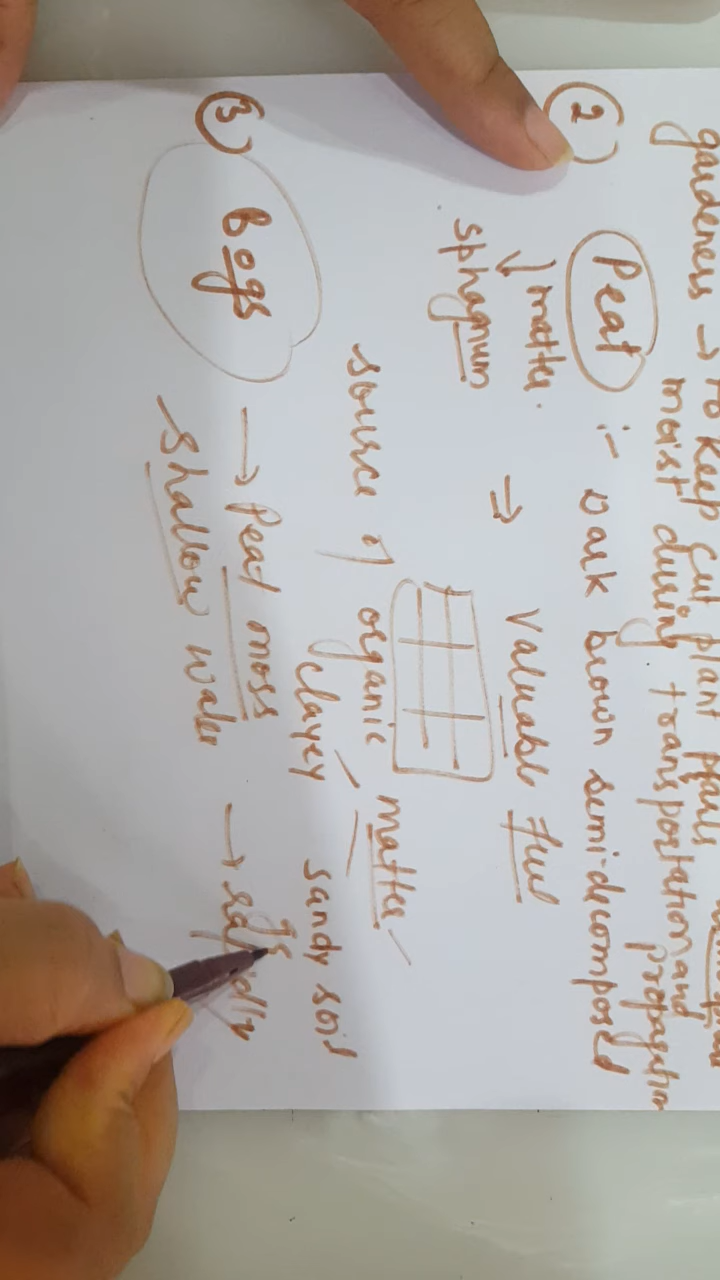 gardeners → to keep cut plant parts
moist during transportation and
propagation
② Peat :- Dark brown semi-decomposed
matter.
sphagnum ⇒ Valuable Fuel
source of organic matter
clayey sandy soil
③ Bogs → Peat moss → rapidly
shallow water